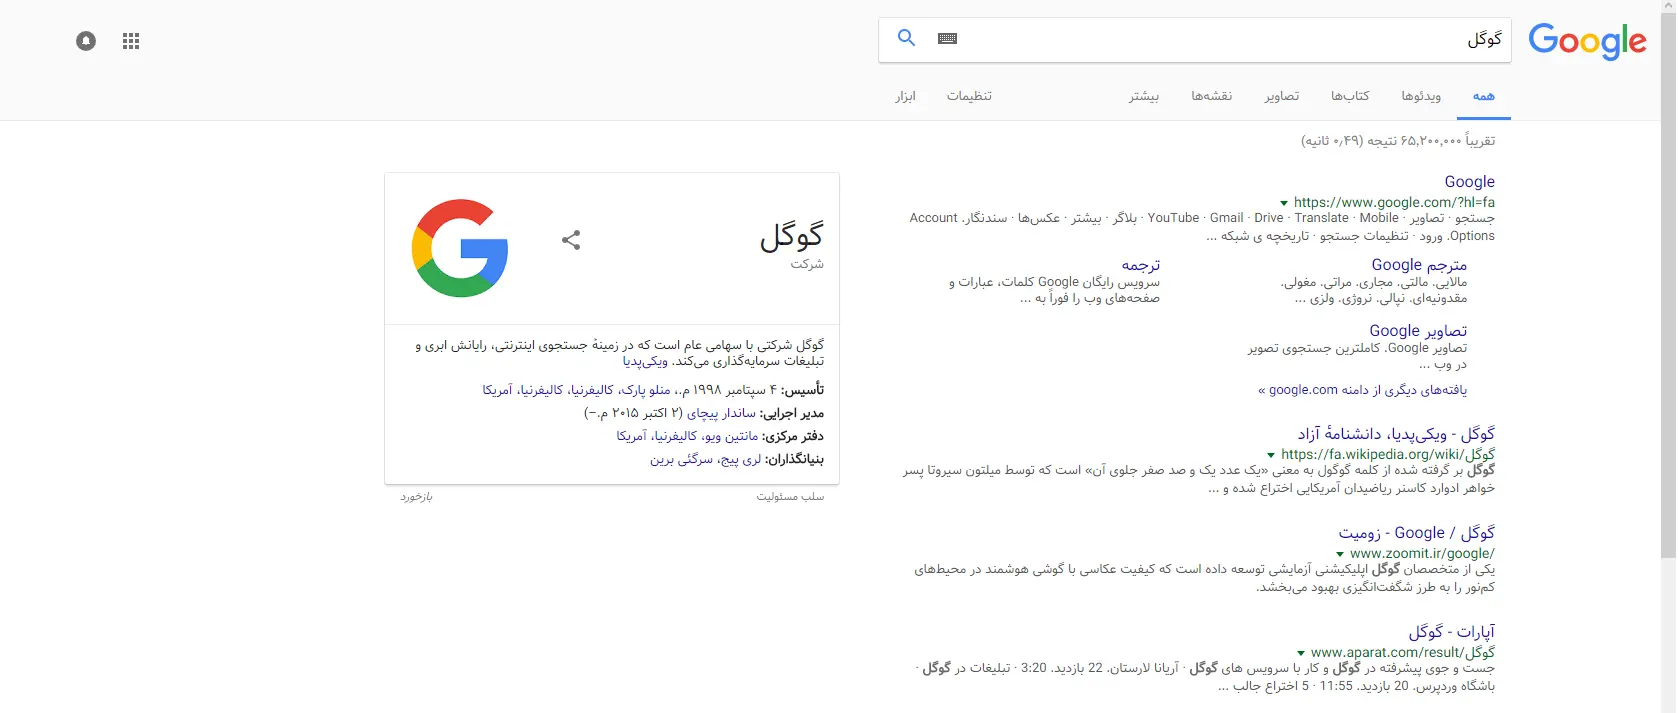 Google
گوگل
همه
ویدئوها
کتاب‌ها
تصاویر
نقشه‌ها
بیشتر
تنظیمات
ابزار
تقریباً ۶۵,۲۰۰,۰۰۰ نتیجه (۰٫۴۹ ثانیه)
Google
https://www.google.com/?hl=fa
جستجو · تصاویر · Account .بلاگر · بیشتر · عکس‌ها · سندنگار · YouTube · Gmail · Drive · Translate · Mobile
Options. ورود · تنظیمات جستجو · تاریخچه ی شبکه ...
مترجم Google
مالایی. مالتی. مجاری. مراتی. مغولی.
مقدونیه‌ای. نپالی. نروژی. ولزی ...
ترجمه
سرویس رایگان Google کلمات، عبارات و
صفحه‌های وب را فوراً به ...
تصاویر Google
تصاویر Google. کاملترین جستجوی تصویر
در وب ...
یافته‌های دیگری از دامنه google.com »
گوگل - ویکی‌پدیا، دانشنامهٔ آزاد
https://fa.wikipedia.org/wiki/گوگل
گوگل بر گرفته شده از کلمه گوگول به معنی «یک عدد یک و صد صفر جلوی آن» است که توسط میلتون سیروتا پسر
خواهر ادوارد کاسنر ریاضیدان آمریکایی اختراع شده و ...
گوگل / Google - زومیت
www.zoomit.ir/google/
یکی از متخصصان گوگل اپلیکیشنی آزمایشی توسعه داده است که کیفیت عکاسی با گوشی هوشمند در محیط‌های
کم‌نور را به طرز شگفت‌انگیزی بهبود می‌بخشد.
آپارات - گوگل
www.aparat.com/result/گوگل
جست و جوی پیشرفته در گوگل و کار با سرویس های گوگل · آریانا لارستان. 22 بازدید. 3:20 · تبلیغات در گوگل ·
باشگاه وردپرس. 20 بازدید. 11:55 · 5 اختراع جالب ...
گوگل
شرکت
گوگل شرکتی با سهامی عام است که در زمینهٔ جستجوی اینترنتی، رایانش ابری و
تبلیغات سرمایه‌گذاری می‌کند. ویکی‌پدیا
تأسیس: ۴ سپتامبر ۱۹۹۸ م.، منلو پارک، کالیفرنیا، کالیفرنیا، آمریکا
مدیر اجرایی: ساندار پیچای (۲ اکتبر ۲۰۱۵ م.–)
دفتر مرکزی: مانتین ویو، کالیفرنیا، آمریکا
بنیانگذاران: لری پیج، سرگئی برین
سلب مسئولیت
بازخورد